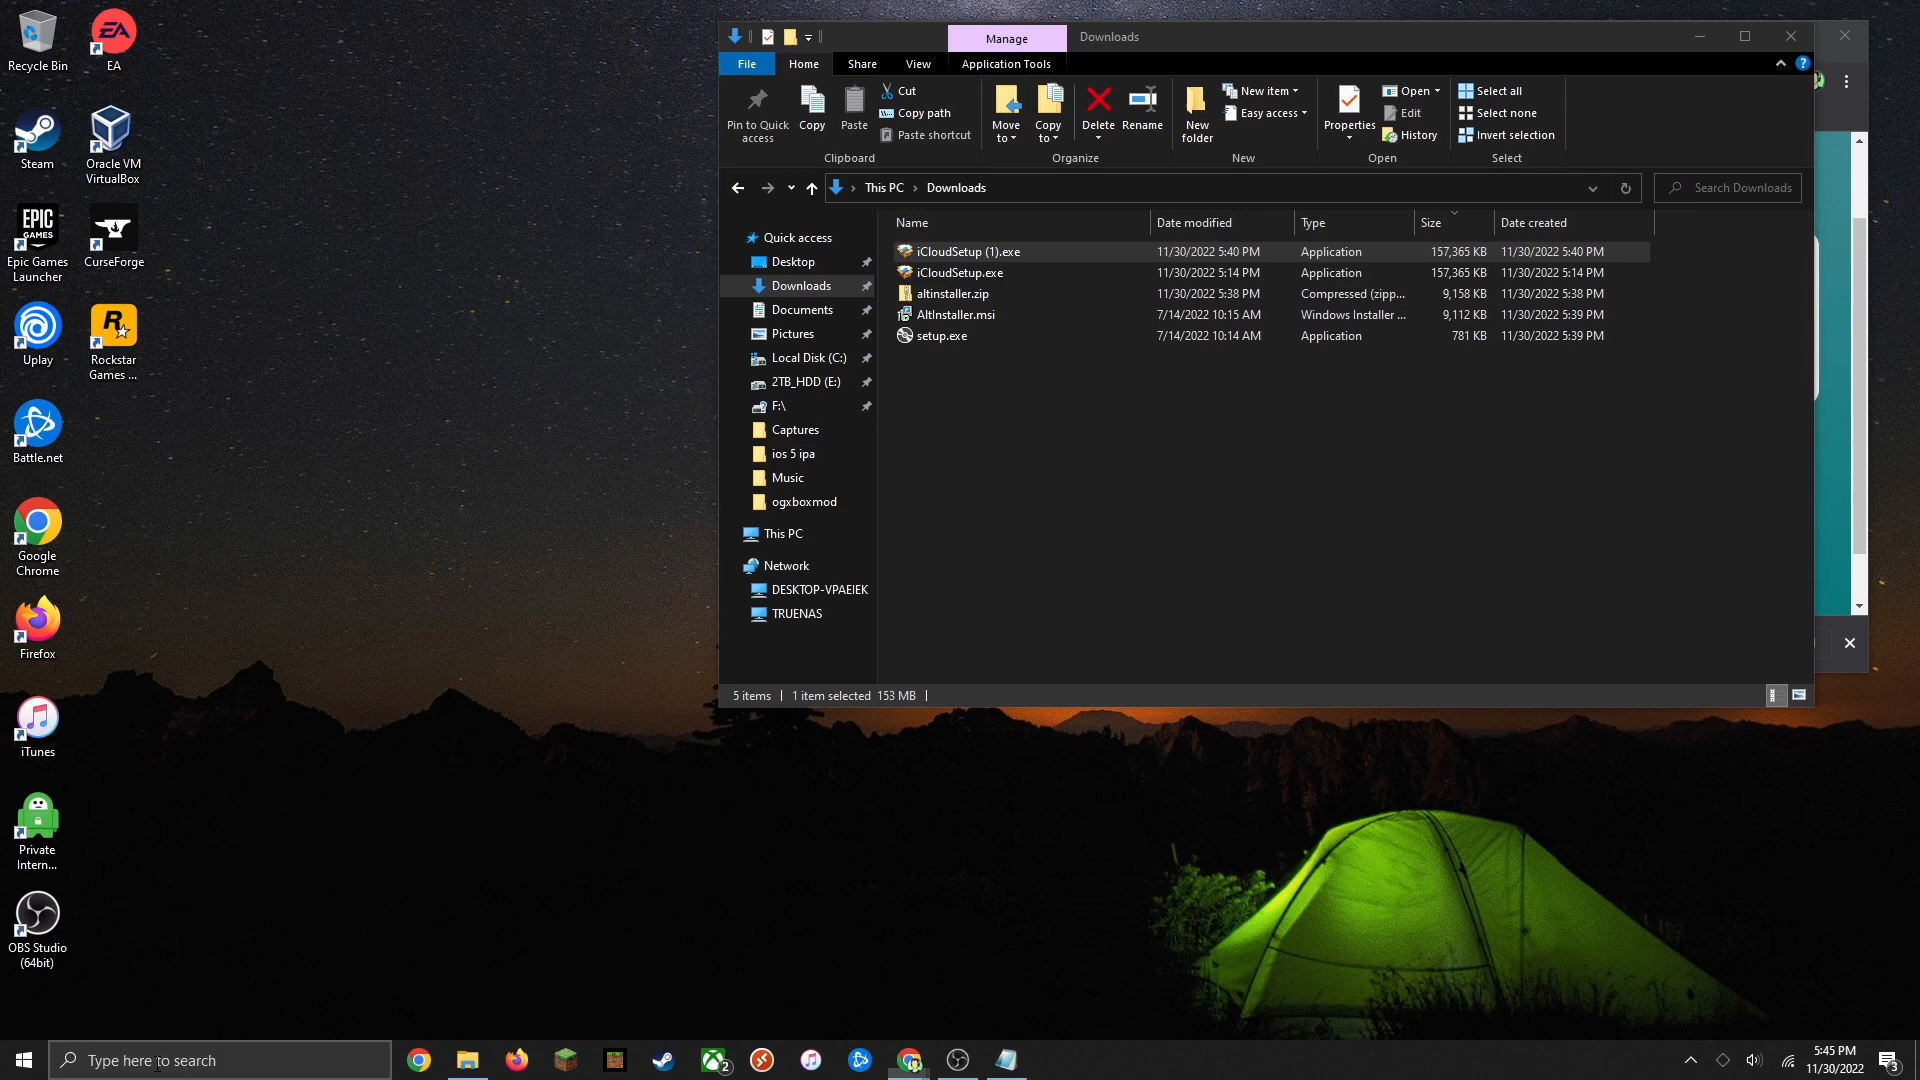 Recycle Bin
EA
EA
Steam
Oracle VM
VirtualBox
EPIC
GAMES
Epic Games
Launcher
CurseForge
Uplay
R
Rockstar
Games ...
Battle.net
Google
Chrome
Firefox
iTunes
Private
Intern...
OBS Studio
(64bit)
Manage
Downloads
File
Home
Share
View
Application Tools
Pin to Quick
access
Copy
Paste
Cut
Copy path
Paste shortcut
Clipboard
Move
to
Copy
to
Delete
Rename
Organize
New
folder
New item
Easy access
New
Properties
Open
Edit
History
Open
Select all
Select none
Invert selection
Select
This PC
Downloads
Search Downloads
Name
Date modified
Type
Size
Date created
iCloudSetup (1).exe 11/30/2022 5:40 PM Application 157,365 KB 11/30/2022 5:40 PM
iCloudSetup.exe 11/30/2022 5:14 PM Application 157,365 KB 11/30/2022 5:14 PM
altinstaller.zip 11/30/2022 5:38 PM Compressed (zipp... 9,158 KB 11/30/2022 5:38 PM
AltInstaller.msi 7/14/2022 10:15 AM Windows Installer ... 9,112 KB 11/30/2022 5:39 PM
setup.exe 7/14/2022 10:14 AM Application 781 KB 11/30/2022 5:39 PM
Quick access
Desktop
Downloads
Documents
Pictures
Local Disk (C:)
2TB_HDD (E:)
F:\
Captures
ios 5 ipa
Music
ogxboxmod
This PC
Network
DESKTOP-VPAEIEK
TRUENAS
5 items
1 item selected 153 MB
Type here to search
2
5:45 PM
11/30/2022
3